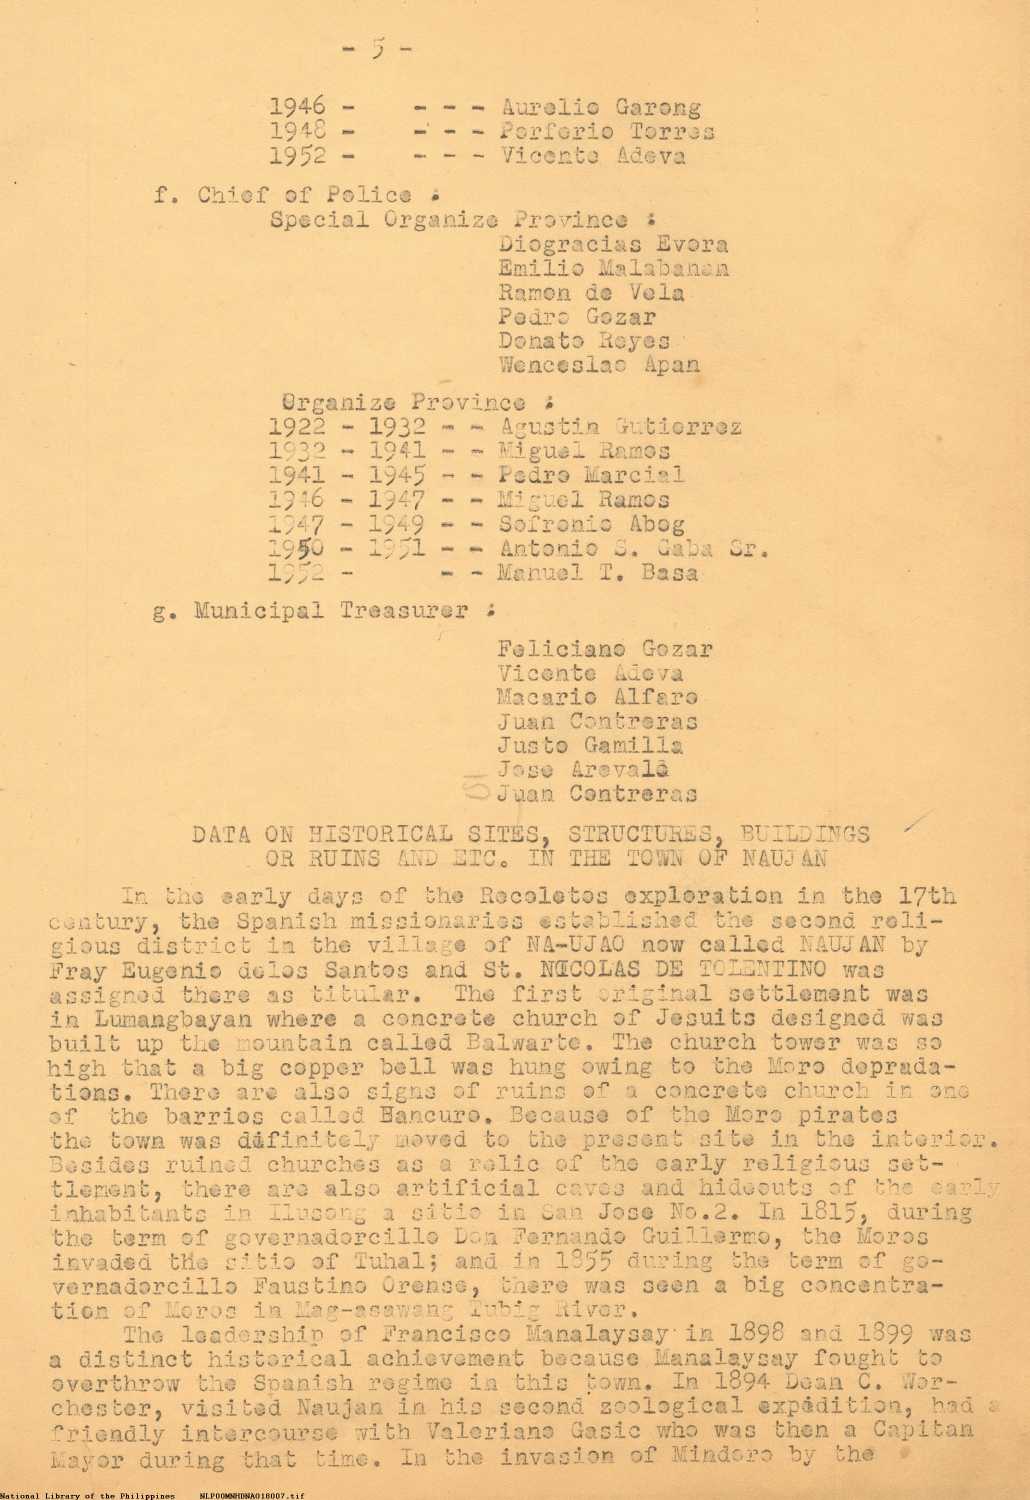 - 5 -
1946 - - - - Aurelio Garong
1948 - - - - Porferio Torres
1952 - - - - Vicente Adeva
f. Chief of Police :
Special Organize Province :
Diogracias Evora
Emilio Malabanan
Ramon de Vela
Pedro Gozar
Donato Reyes
Wenceslao Apan
Organize Province :
1922 - 1932 - - Agustin Gutierrez
1932 - 1941 - - Miguel Ramos
1941 - 1945 - - Pedro Marcial
1946 - 1947 - - Miguel Ramos
1947 - 1949 - - Sofronio Abog
1950 - 1951 - - Antonio S. Gaba Sr.
1952 - - - Manuel T. Basa
g. Municipal Treasurer :
Feliciano Gozar
Vicente Adeva
Macario Alfaro
Juan Contreras
Justo Gamilla
Jose Arevalo
Juan Contreras
DATA ON HISTORICAL SITES, STRUCTURES, BUILDINGS
OR RUINS AND ETC. IN THE TOWN OF NAUJAN
In the early days of the Recoletos exploration in the 17th
century, the Spanish missionaries established the second reli-
gious district in the village of NA-UJAO now called NAUJAN by
Fray Eugenio delos Santos and St. NICOLAS DE TOLENTINO was
assigned there as titular. The first original settlement was
in Lumangbayan where a concrete church of Jesuits designed was
built up the mountain called Balwarte. The church tower was so
high that a big copper bell was hung owing to the Moro depreda-
tions. There are also signs of ruins of a concrete church in one
of the barrios called Bancuro. Because of the Moro pirates
the town was definitely moved to the present site in the interior.
Besides ruined churches as a relic of the early religious set-
tlement, there are also artificial caves and hideouts of the early
inhabitants in Ilusong a sitio in San Jose No.2. In 1815, during
the term of governadorcillo Don Fernando Guillermo, the Moros
invaded the sitio of Tuhal; and in 1855 during the term of go-
vernadorcillo Faustino Orense, there was seen a big concentra-
tion of Moros in Mag-asawang Tubig River.
The leadership of Francisco Manalaysay in 1898 and 1899 was
a distinct historical achievement because Manalaysay fought to
overthrow the Spanish regime in this town. In 1894 Dean C. Wor-
chester, visited Naujan in his second zoological expedition, had a
friendly intercourse with Valeriano Gasic who was then a Capitan
Mayor during that time. In the invasion of Mindoro by the
National Library of the Philippines NLPOOMNHDNA018007.tif